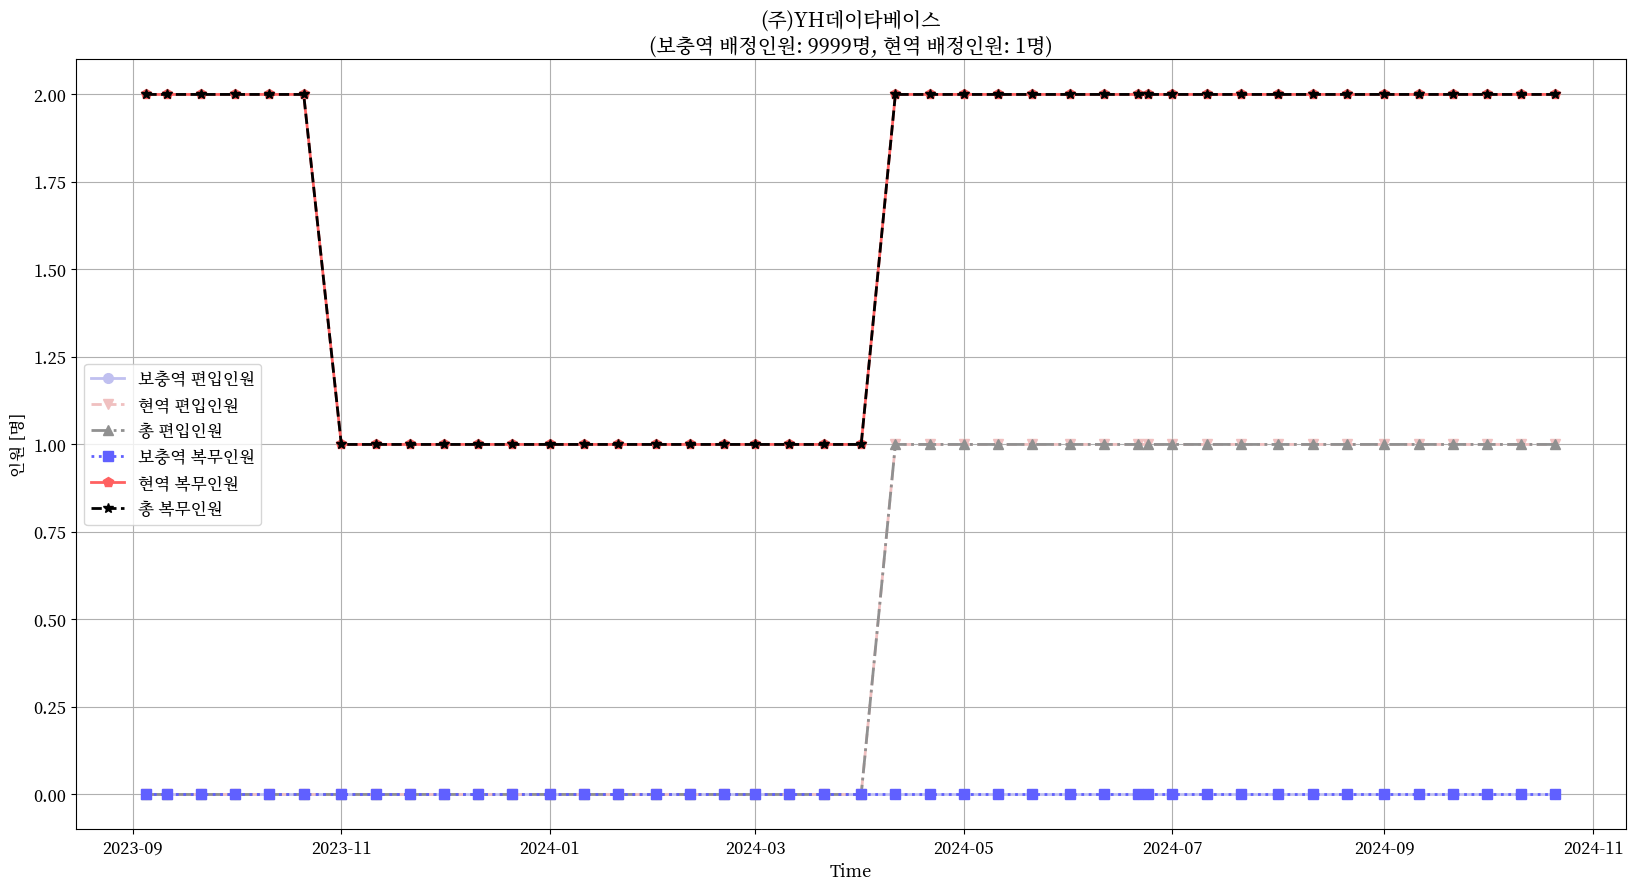 (주)YH데이타베이스
(보충역 배정인원: 9999명, 현역 배정인원: 1명)
인원 [명]
2.00
1.75
1.50
1.25
1.00
0.75
0.50
0.25
0.00
보충역 편입인원
현역 편입인원
총 편입인원
보충역 복무인원
현역 복무인원
총 복무인원
2023-09
2023-11
2024-01
2024-03
2024-05
2024-07
2024-09
2024-11
Time